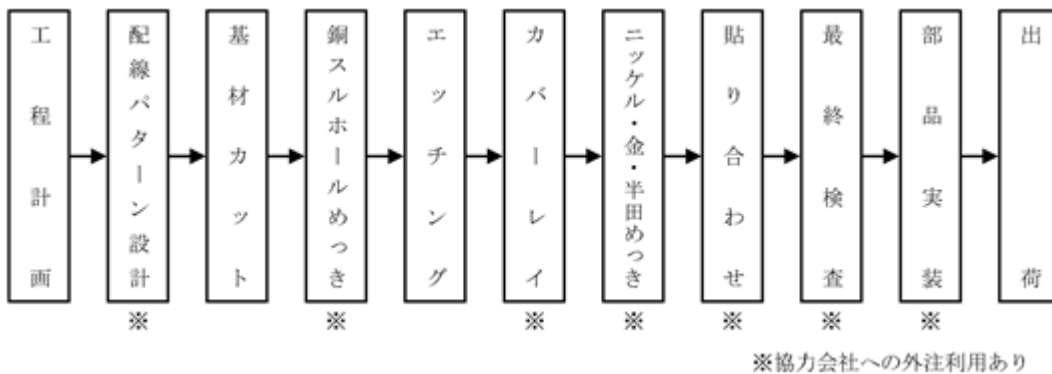 工程計画
配線パターン設計
基材カット
銅スルホールめっき
エッチング
カバーレイ
ニッケル・金・半田めっき
貼り合わせ
最終検査
部品実装
出荷
※
※
※
※
※
※
※
※協力会社への外注利用あり